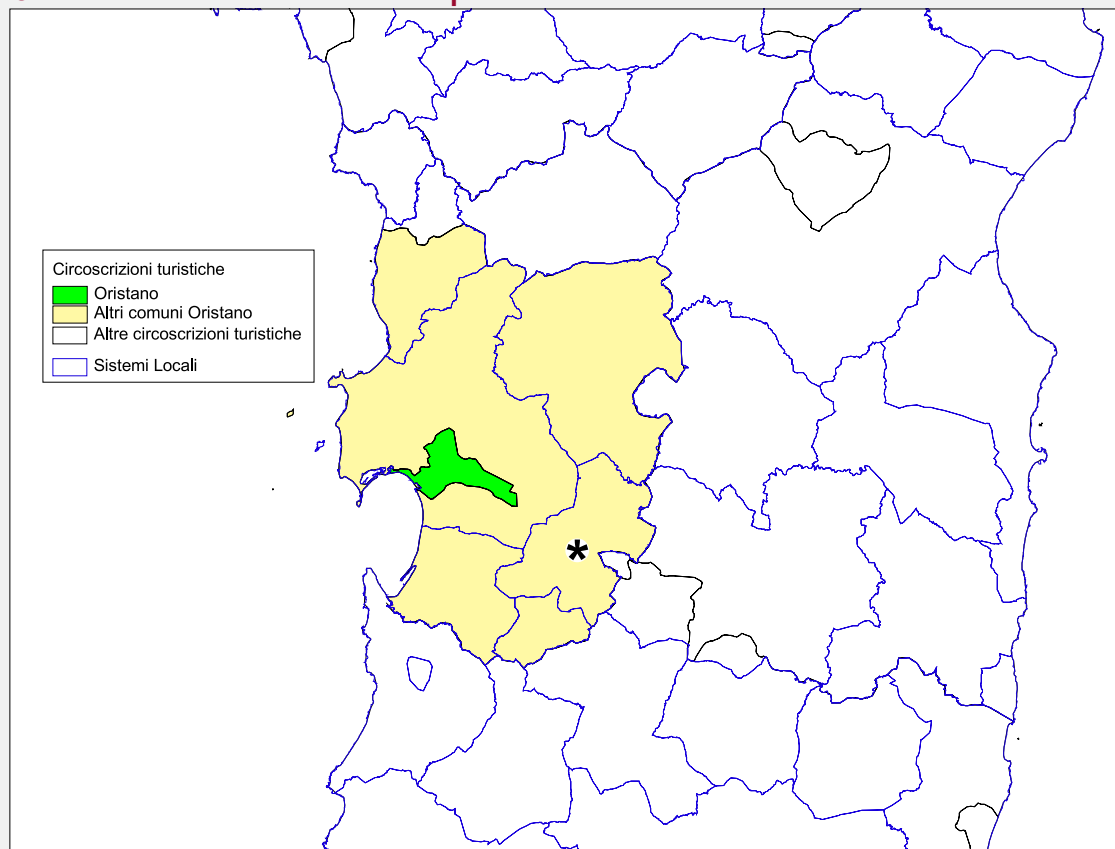 Circoscrizioni turistiche
Oristano
Altri comuni Oristano
Altre circoscrizioni turistiche
Sistemi Locali
*